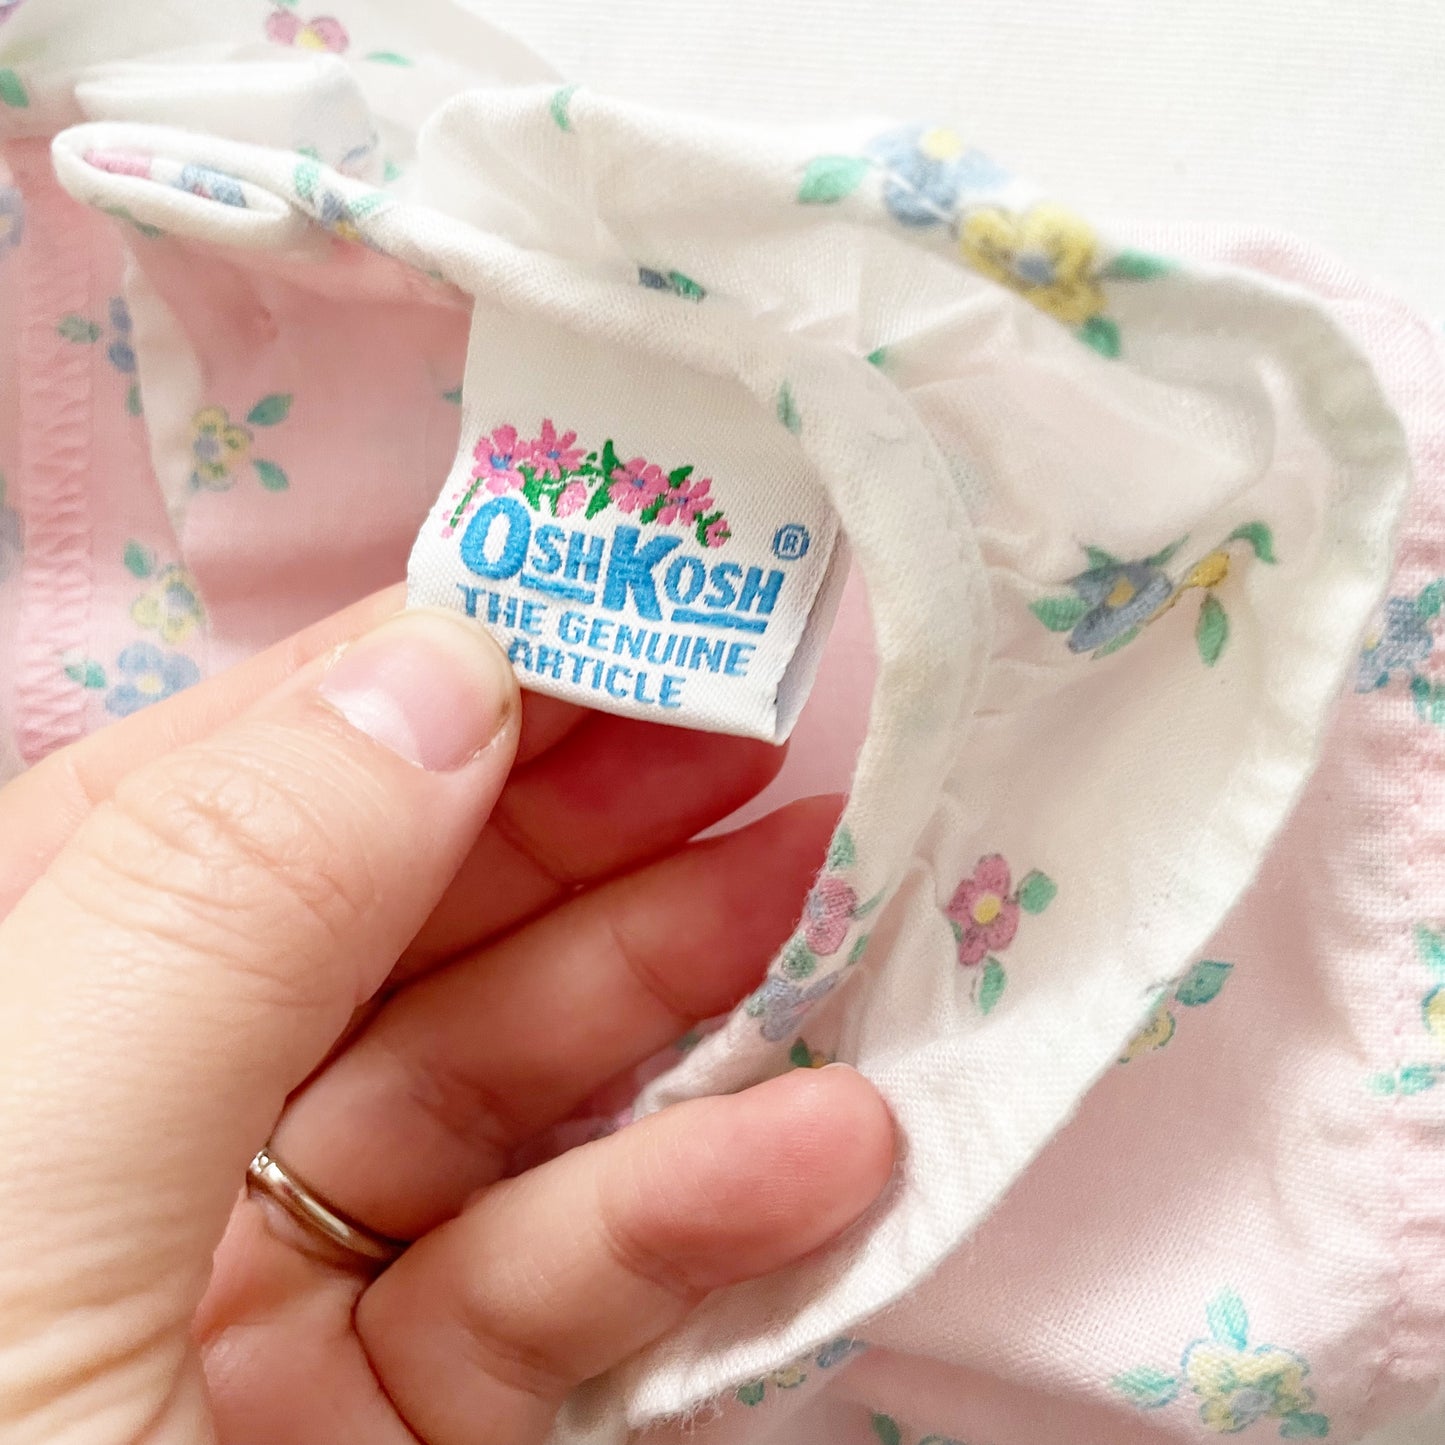 OSHKOSH ®
THE GENUINE
ARTICLE